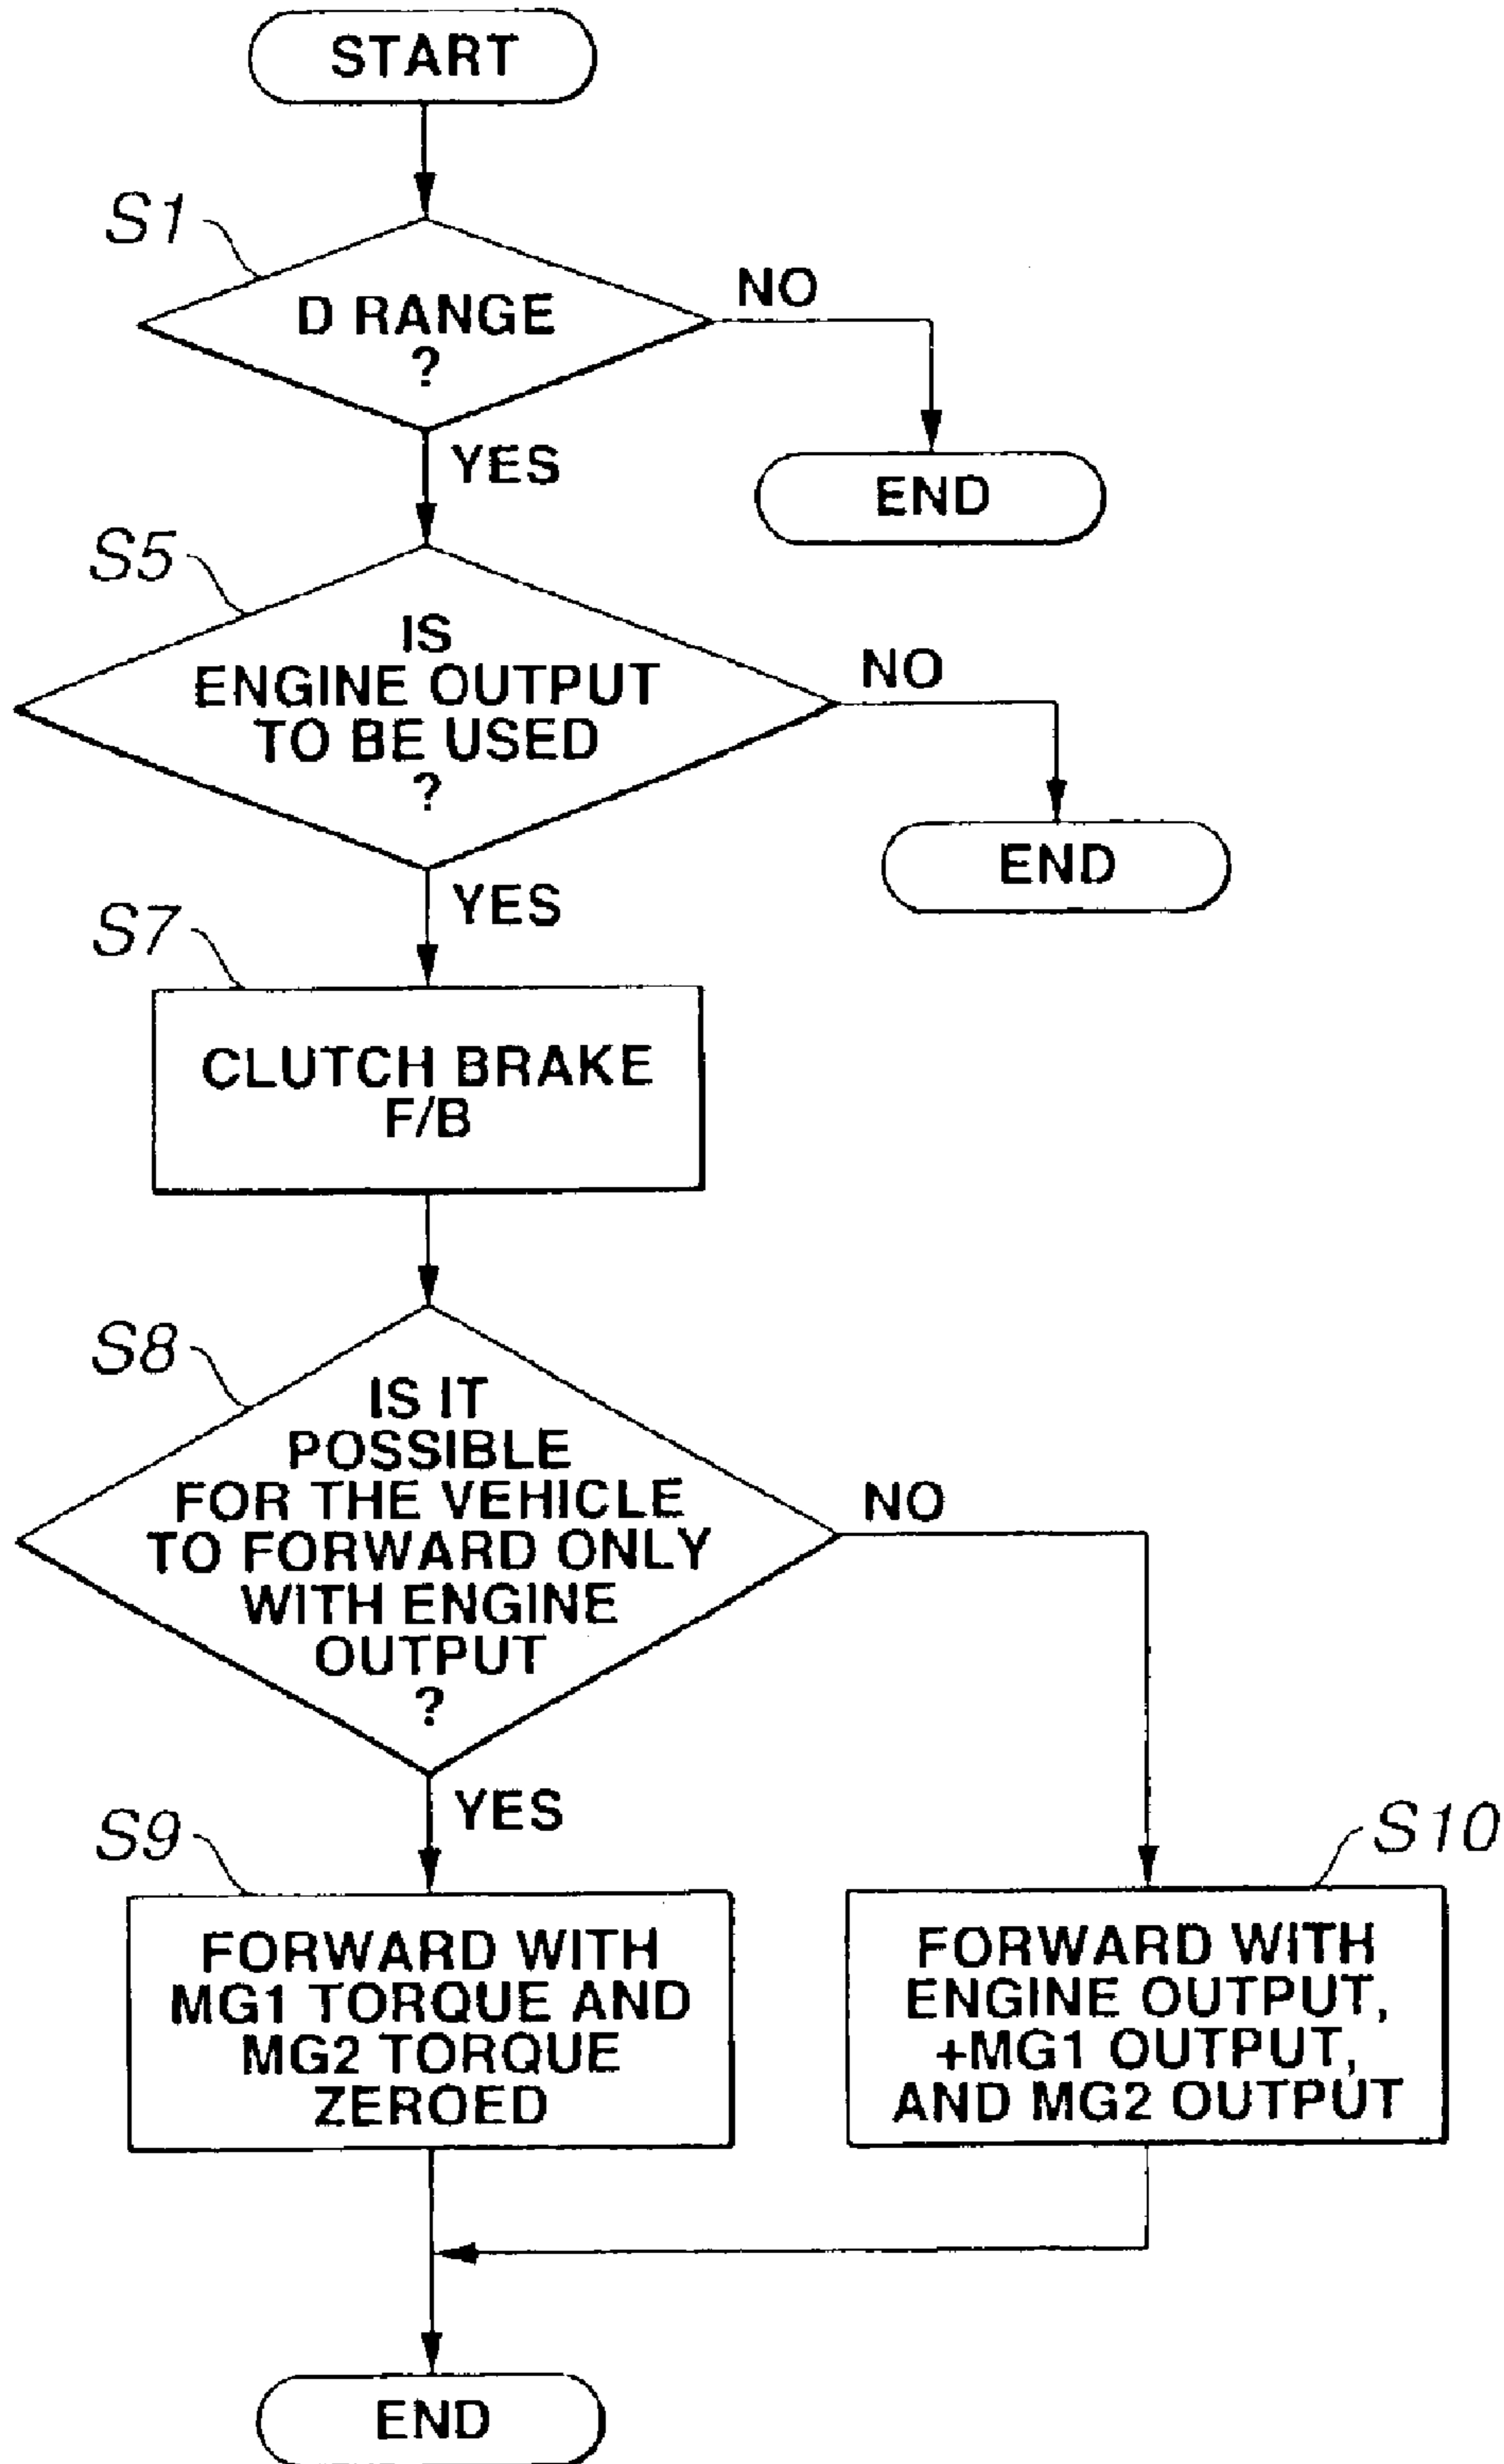 START
S1
D RANGE
?
NO
END
YES
S5
IS
ENGINE OUTPUT
TO BE USED
?
NO
END
YES
S7
CLUTCH BRAKE
F/B
S8
IS IT
POSSIBLE
FOR THE VEHICLE
TO FORWARD ONLY
WITH ENGINE
OUTPUT
?
NO
YES
S9
FORWARD WITH
MG1 TORQUE AND
MG2 TORQUE
ZEROED
S10
FORWARD WITH
ENGINE OUTPUT,
+MG1 OUTPUT,
AND MG2 OUTPUT
END